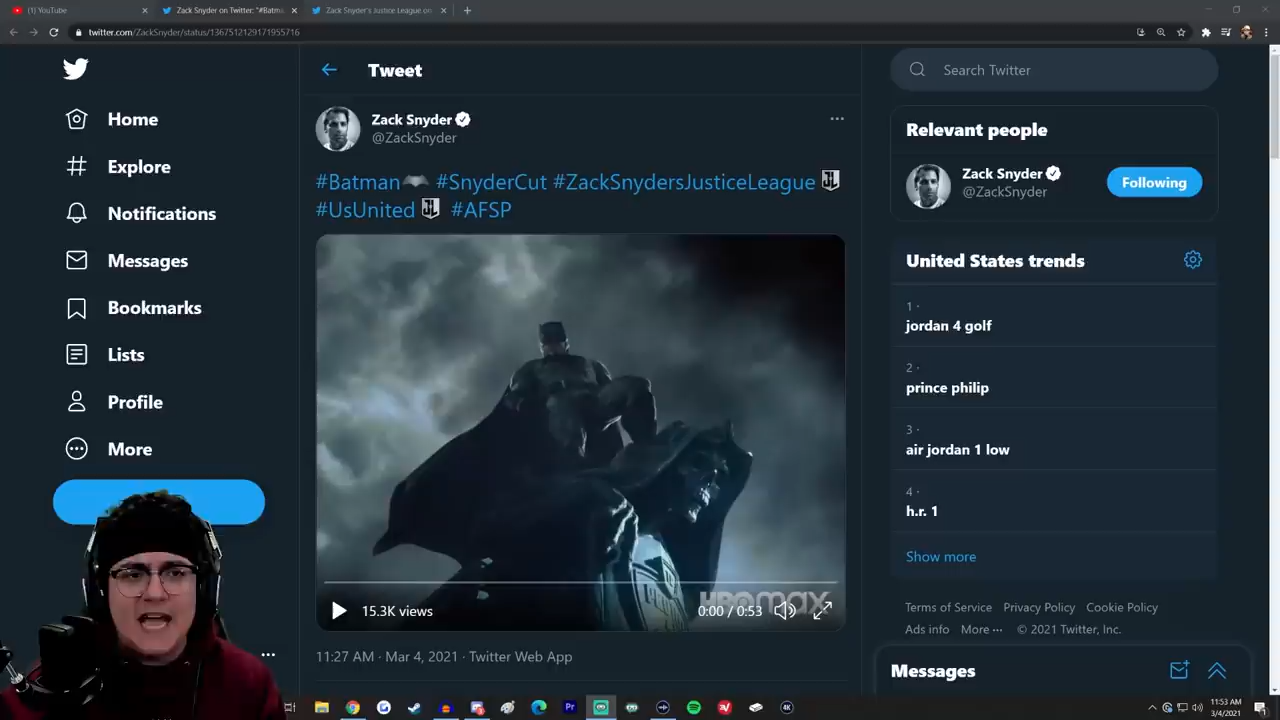 (1) YouTube
Zack Snyder on Twitter: "#Batma
Zack Snyder's Justice League on
twitter.com/ZackSnyder/status/1367512129171955716
Home
Explore
Notifications
Messages
Bookmarks
Lists
Profile
More
Tweet
Zack Snyder
@ZackSnyder
#Batman #SnyderCut #ZackSnydersJusticeLeague
#UsUnited #AFSP
HBOMAX
15.3K views
0:00 / 0:53
11:27 AM · Mar 4, 2021 · Twitter Web App
Search Twitter
Relevant people
Zack Snyder
@ZackSnyder
Following
United States trends
1 ·
jordan 4 golf
2 ·
prince philip
3 ·
air jordan 1 low
4 ·
h.r. 1
Show more
Terms of Service Privacy Policy Cookie Policy
Ads info More ··· © 2021 Twitter, Inc.
Messages
Pr
4K
11:53 AM
3/4/2021